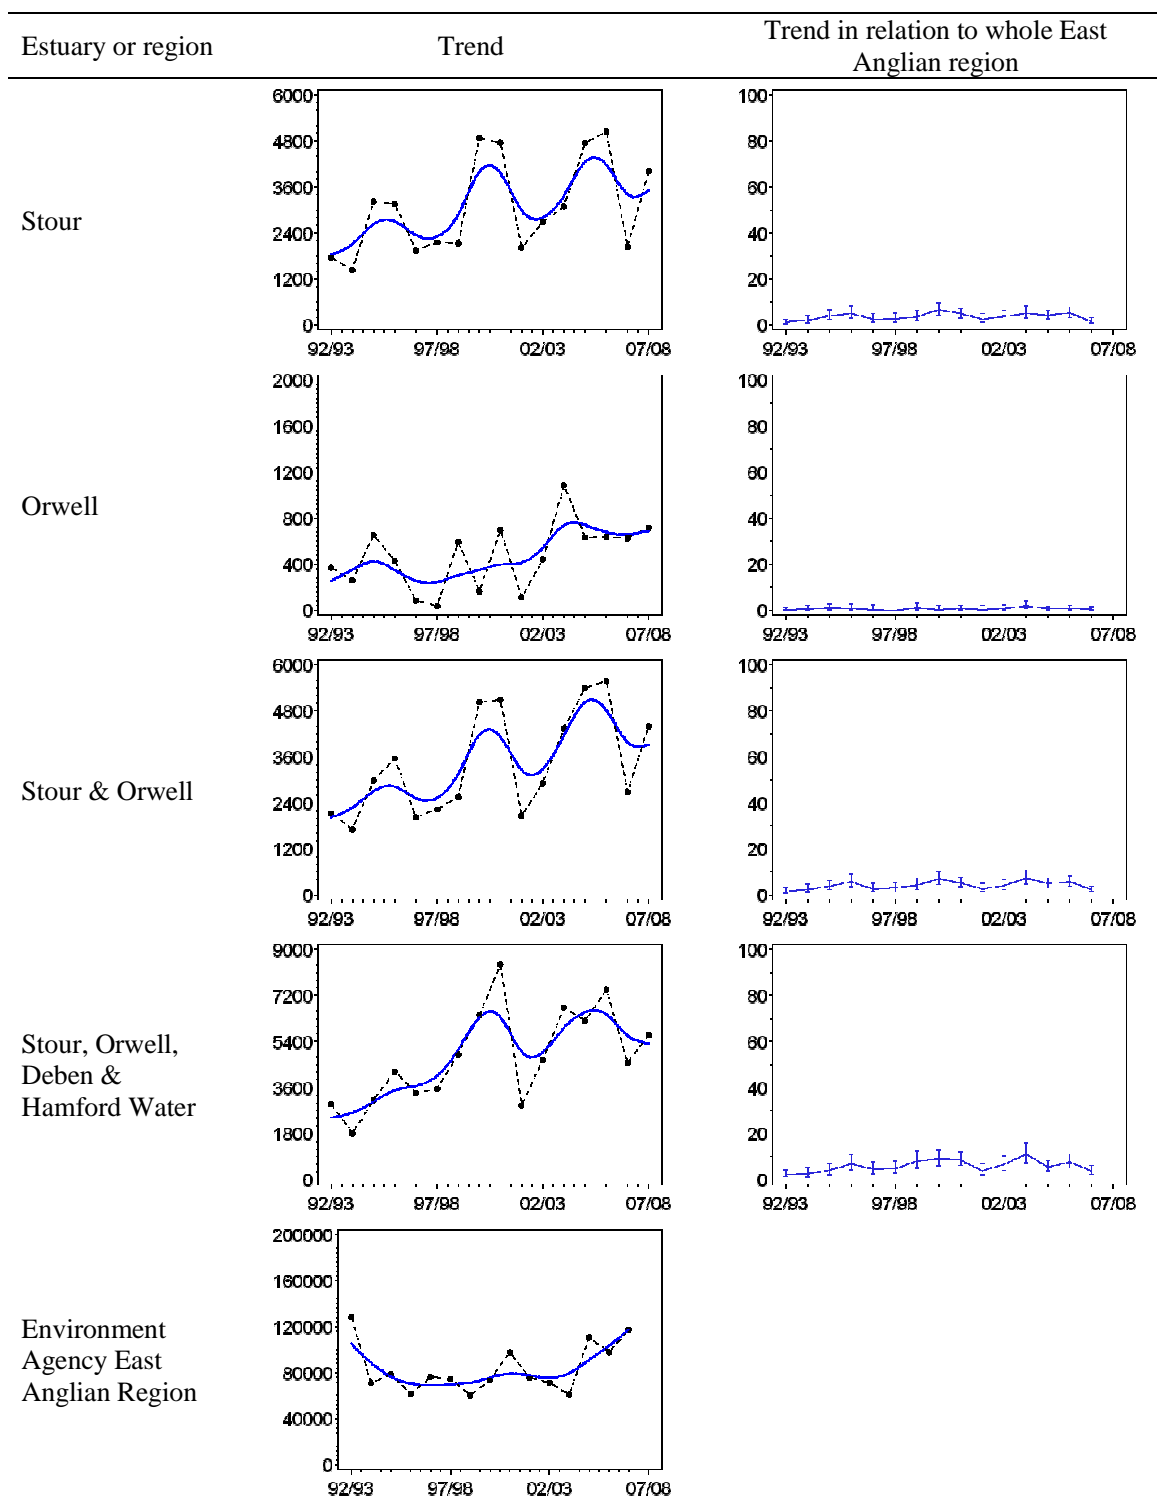 Estuary or region
Trend
Trend in relation to whole East
Anglian region
Stour
6000
4800
3600
2400
1200
0
92/93 97/98 02/03 07/08
100
80
60
40
20
0
92/93 97/98 02/03 07/08
Orwell
2000
1600
1200
800
400
0
92/93 97/98 02/03 07/08
100
80
60
40
20
0
92/93 97/98 02/03 07/08
Stour & Orwell
6000
4800
3600
2400
1200
0
92/93 97/98 02/03 07/08
100
80
60
40
20
0
92/93 97/98 02/03 07/08
Stour, Orwell,
Deben &
Hamford Water
9000
7200
5400
3600
1800
0
92/93 97/98 02/03 07/08
100
80
60
40
20
0
92/93 97/98 02/03 07/08
Environment
Agency East
Anglian Region
200000
160000
120000
80000
40000
0
92/93 97/98 02/03 07/08